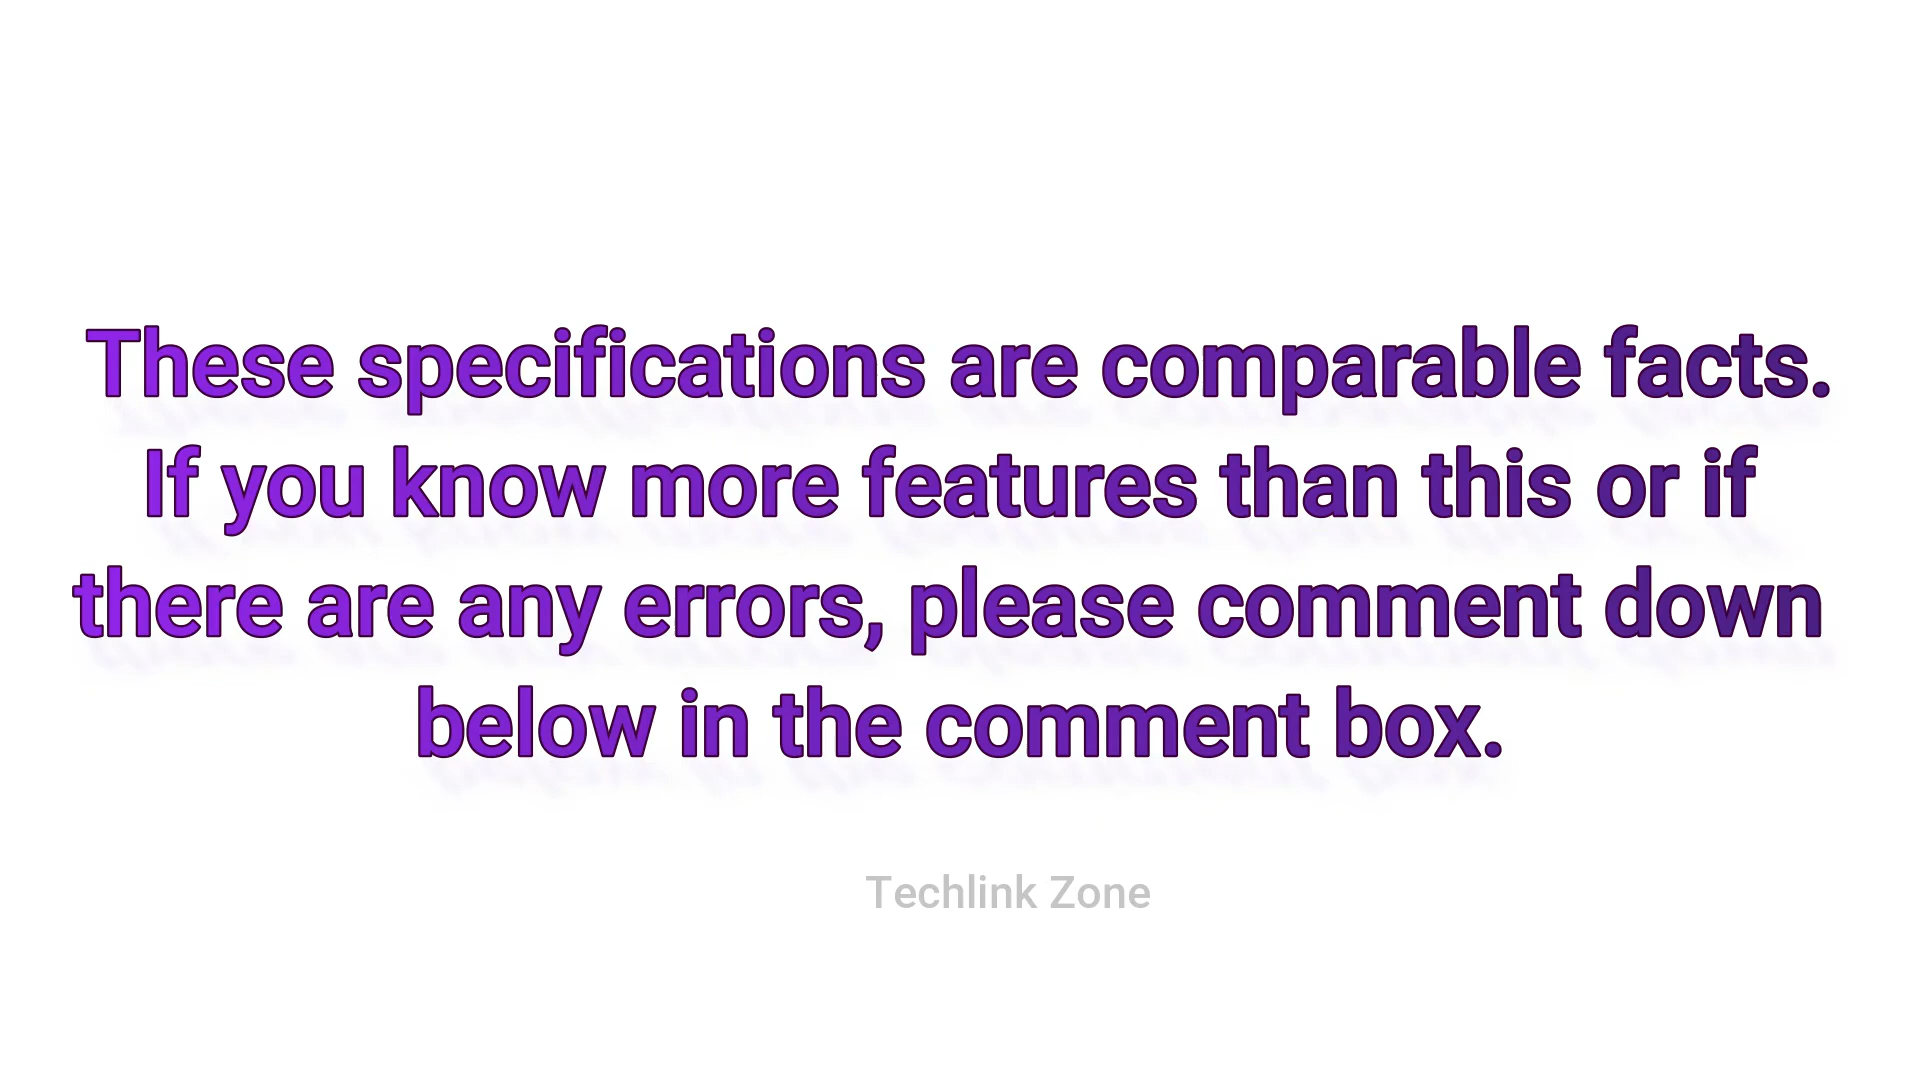 These specifications are comparable facts.
If you know more features than this or if
there are any errors, please comment down
below in the comment box.
Techlink Zone